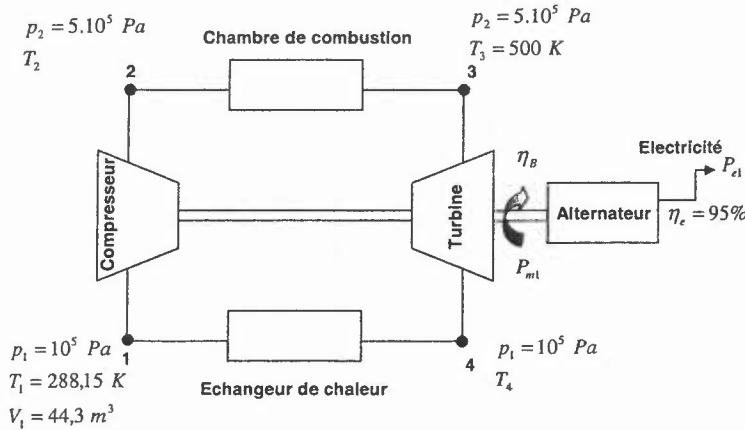 p₂ = 5.10⁵ Pa
T₂
2
Chambre de combustion
p₂ = 5.10⁵ Pa
T₃ = 500 K
3
Compresseur
Turbine
η_B
P_m1
Alternateur
Electricité
P_e1
η_e = 95%
p₁ = 10⁵ Pa
1
T₁ = 288,15 K
V₁ = 44,3 m³
Echangeur de chaleur
4
p₁ = 10⁵ Pa
T₄